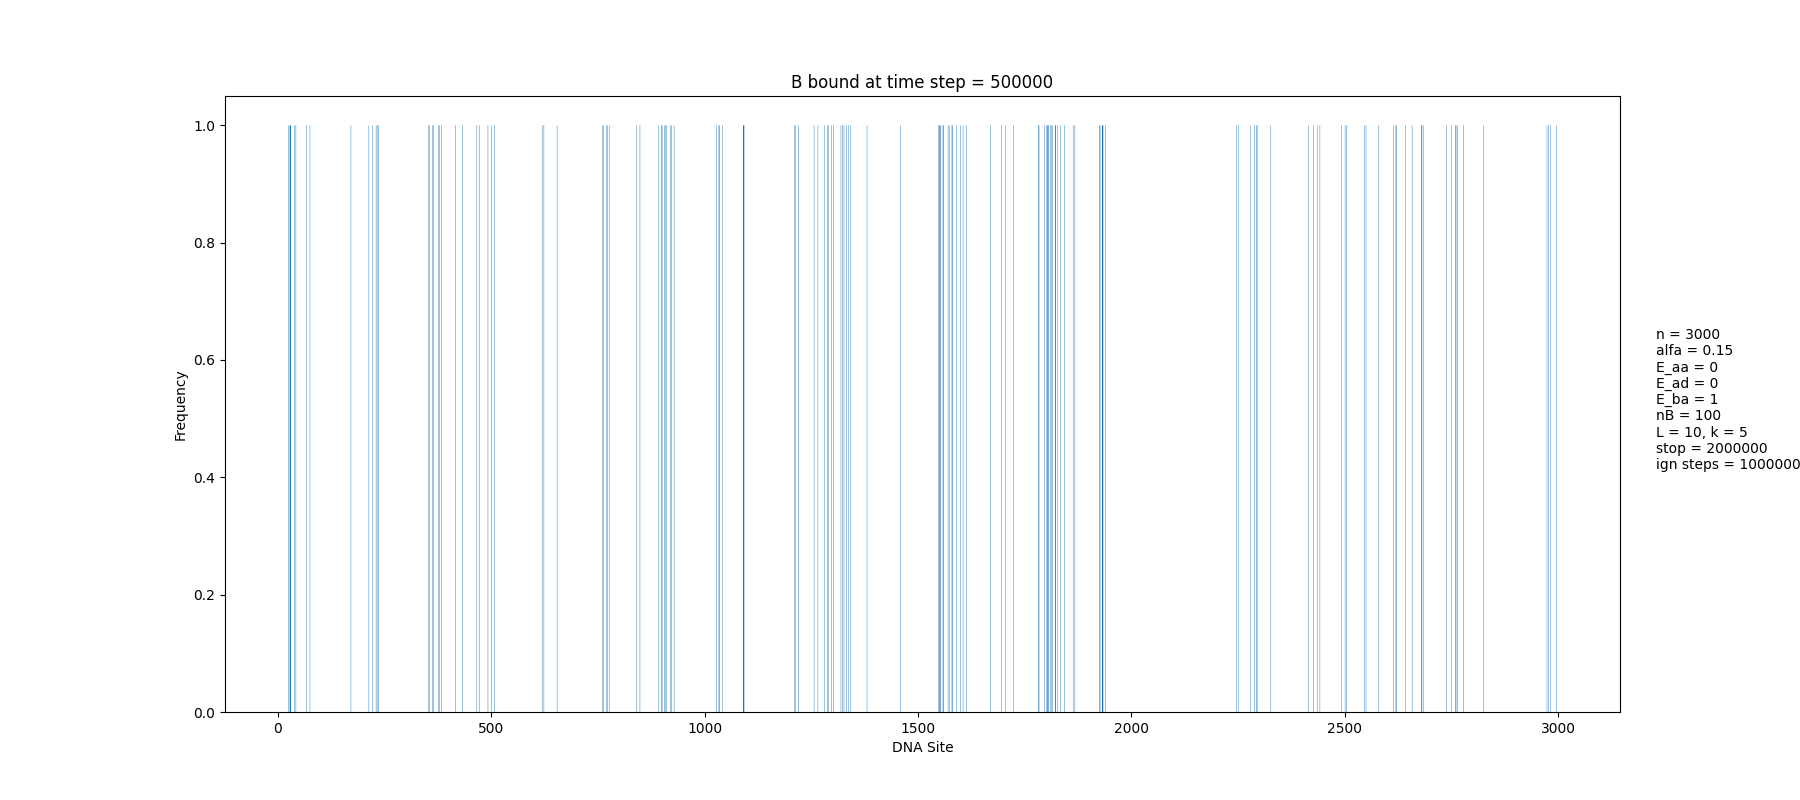 B bound at time step = 500000
1.0
0.8
0.6
0.4
0.2
0.0
Frequency
0 500 1000 1500 2000 2500 3000
DNA Site
n = 3000
alfa = 0.15
E_aa = 0
E_ad = 0
E_ba = 1
nB = 100
L = 10, k = 5
stop = 2000000
ign steps = 1000000